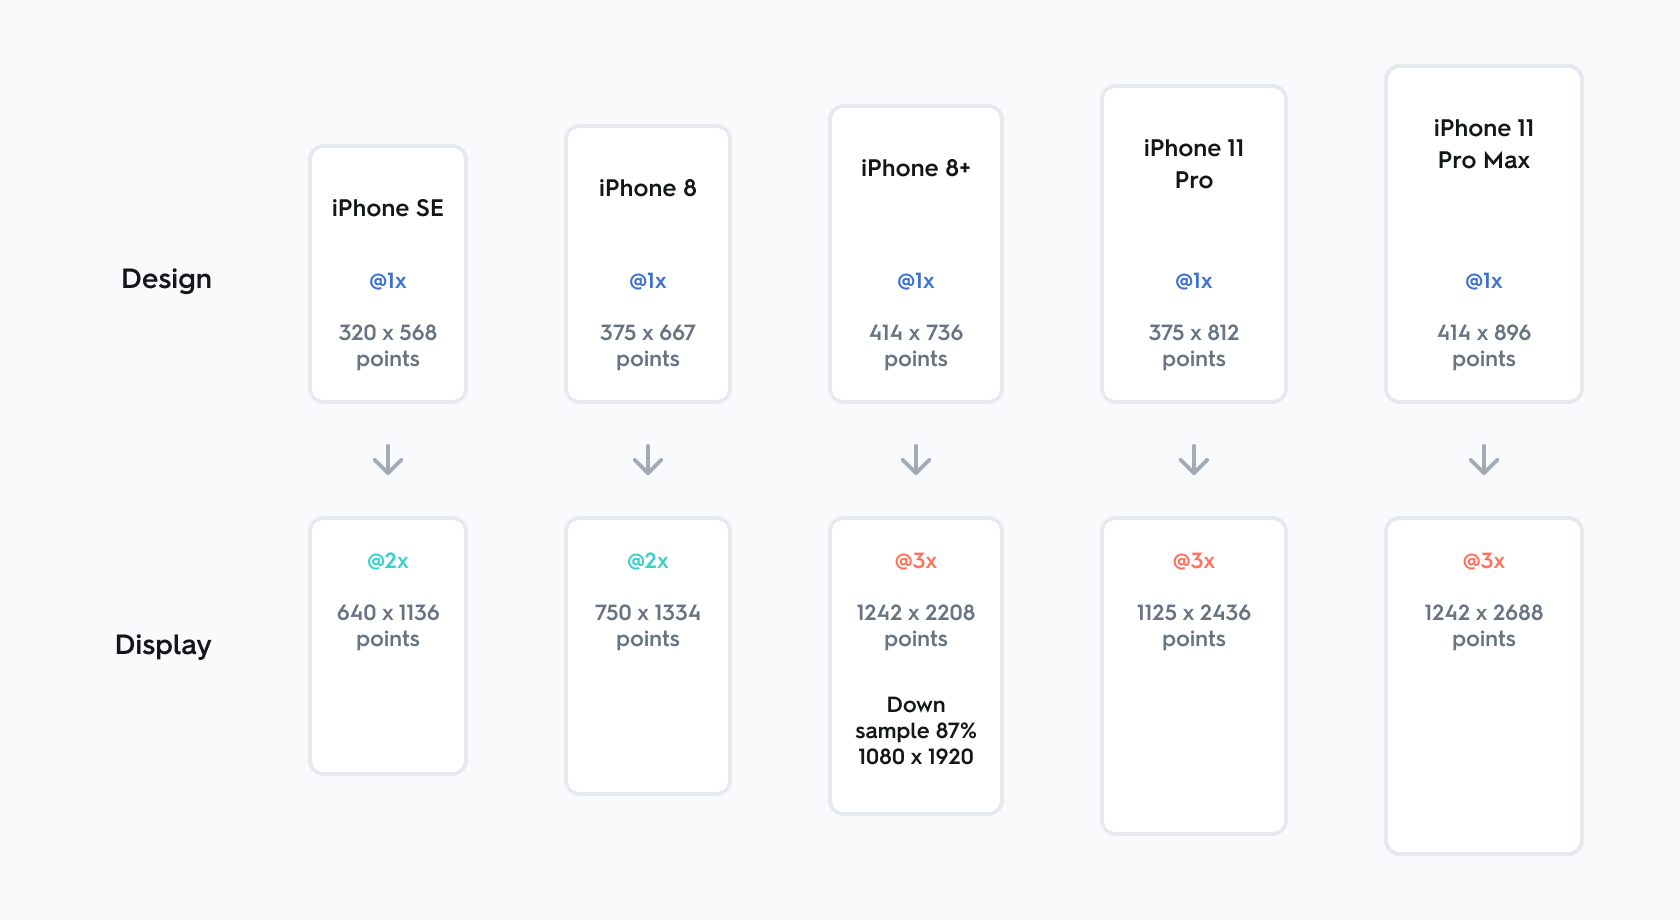 iPhone SE
iPhone 8
iPhone 8+
iPhone 11
Pro
iPhone 11
Pro Max
Design
@1x
320 x 568
points
@1x
375 x 667
points
@1x
414 x 736
points
@1x
375 x 812
points
@1x
414 x 896
points
Display
@2x
640 x 1136
points
@2x
750 x 1334
points
@3x
1242 x 2208
points
Down
sample 87%
1080 x 1920
@3x
1125 x 2436
points
@3x
1242 x 2688
points